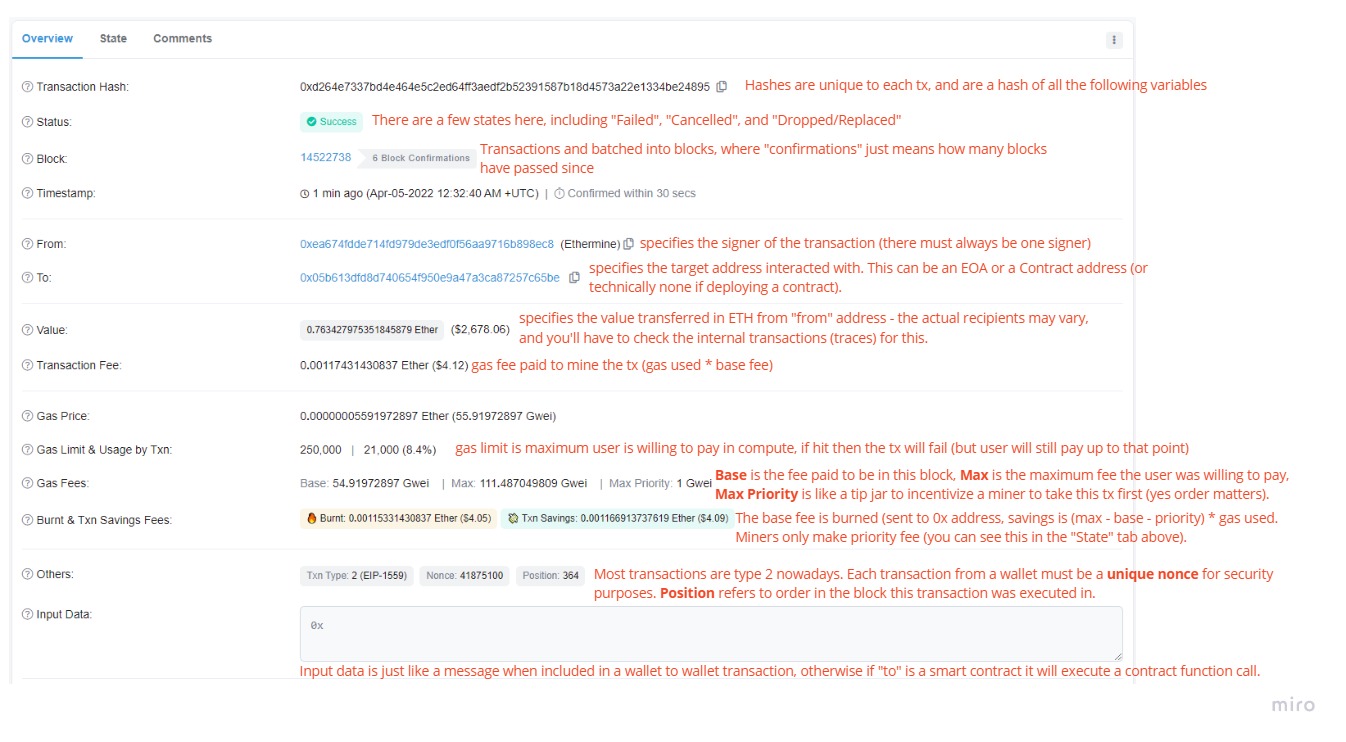 Overview State Comments
Transaction Hash: 0xd264e7337bd4e464e5c2ed64ff3aedf2b52391587b18d4573a22e1334be24895 Hashes are unique to each tx, and are a hash of all the following variables
Status: Success There are a few states here, including "Failed", "Cancelled", and "Dropped/Replaced"
Block: 14522738 6 Block Confirmations Transactions and batched into blocks, where "confirmations" just means how many blocks
have passed since
Timestamp: 1 min ago (Apr-05-2022 12:32:40 AM +UTC) | Confirmed within 30 secs
From: 0xea674fdde714fd979de3edf0f56aa9716b898ec8 (Ethermine) specifies the signer of the transaction (there must always be one signer)
To: 0x05b613dfd8d740654f950e9a47a3ca87257c65be specifies the target address interacted with. This can be an EOA or a Contract address (or
technically none if deploying a contract).
Value: 0.763427975351845879 Ether ($2,678.06) specifies the value transferred in ETH from "from" address - the actual recipients may vary,
and you'll have to check the internal transactions (traces) for this.
Transaction Fee: 0.00117431430837 Ether ($4.12) gas fee paid to mine the tx (gas used * base fee)
Gas Price: 0.00000005591972897 Ether (55.91972897 Gwei)
Gas Limit & Usage by Txn: 250,000 | 21,000 (8.4%) gas limit is maximum user is willing to pay in compute, if hit then the tx will fail (but user will still pay up to that point)
Gas Fees: Base: 54.91972897 Gwei | Max: 111.487049809 Gwei | Max Priority: 1 Gwei Base is the fee paid to be in this block, Max is the maximum fee the user was willing to pay,
Max Priority is like a tip jar to incentivize a miner to take this tx first (yes order matters).
Burnt & Txn Savings Fees: Burnt: 0.00115331430837 Ether ($4.05) Txn Savings: 0.001166913737619 Ether ($4.09) The base fee is burned (sent to 0x address, savings is (max - base - priority) * gas used.
Miners only make priority fee (you can see this in the "State" tab above).
Others: Txn Type: 2 (EIP-1559) Nonce: 41875100 Position: 364 Most transactions are type 2 nowadays. Each transaction from a wallet must be a unique nonce for security
purposes. Position refers to order in the block this transaction was executed in.
Input Data: 0x
Input data is just like a message when included in a wallet to wallet transaction, otherwise if "to" is a smart contract it will execute a contract function call.
miro